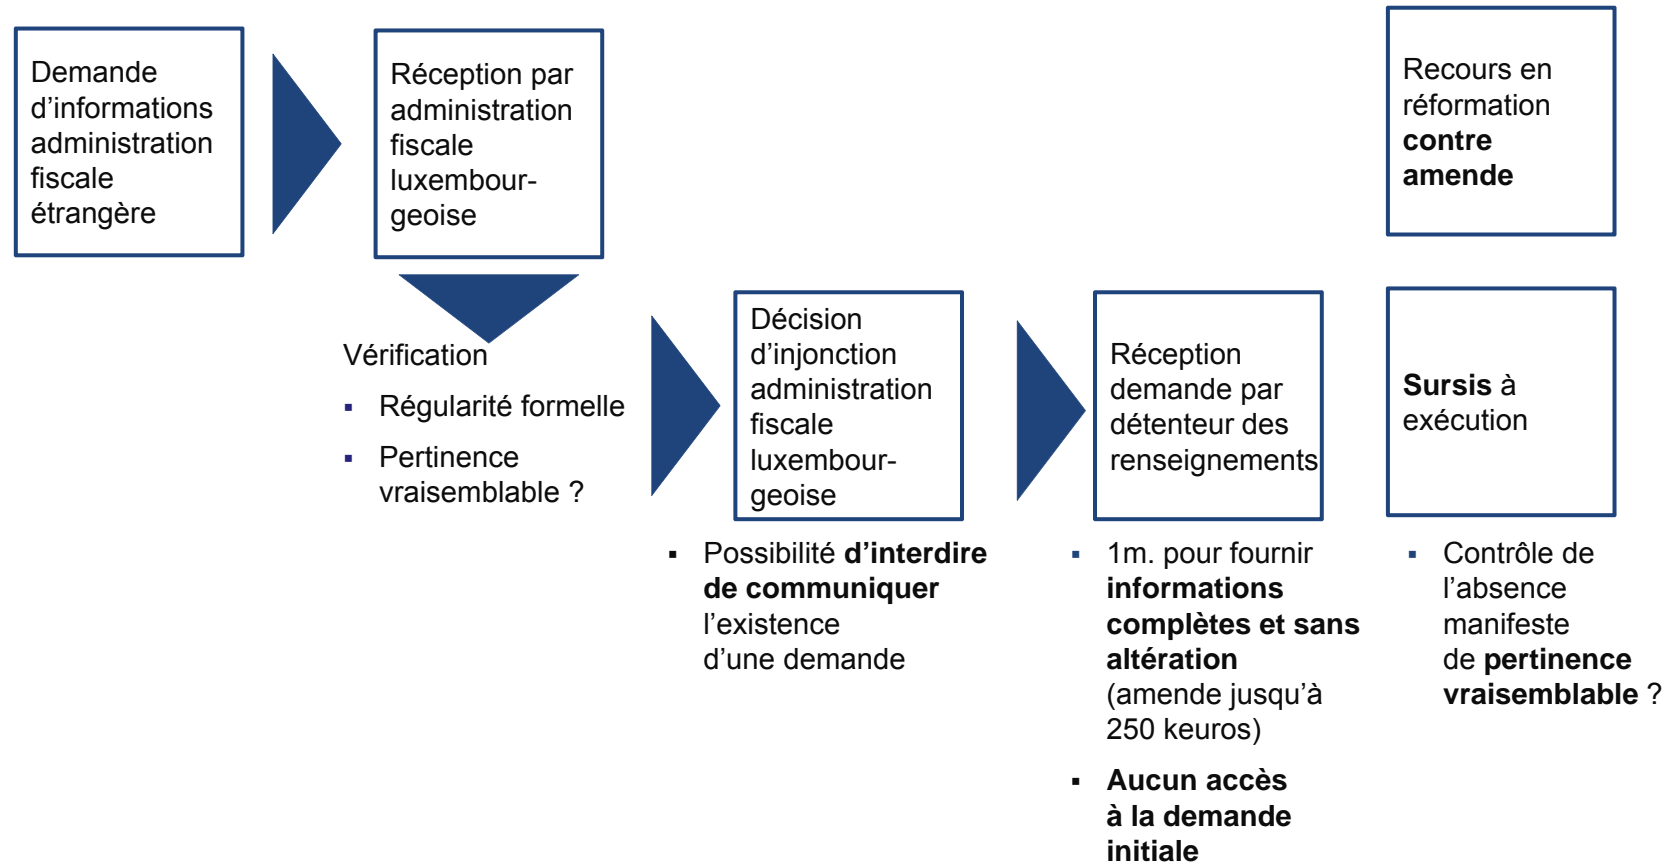 Demande
d’informations
administration
fiscale
étrangère
Réception par
administration
fiscale
luxembour-
geoise
Recours en
réformation
contre
amende
Vérification
▪ Régularité formelle
▪ Pertinence
vraisemblable ?
Décision
d’injonction
administration
fiscale
luxembour-
geoise
▪ Possibilité d’interdire
de communiquer
l’existence
d’une demande
Réception
demande par
détenteur des
renseignements
▪ 1m. pour fournir
informations
complètes et sans
altération
(amende jusqu’à
250 keuros)
▪ Aucun accès
à la demande
initiale
Sursis à
exécution
▪ Contrôle de
l’absence
manifeste
de pertinence
vraisemblable ?